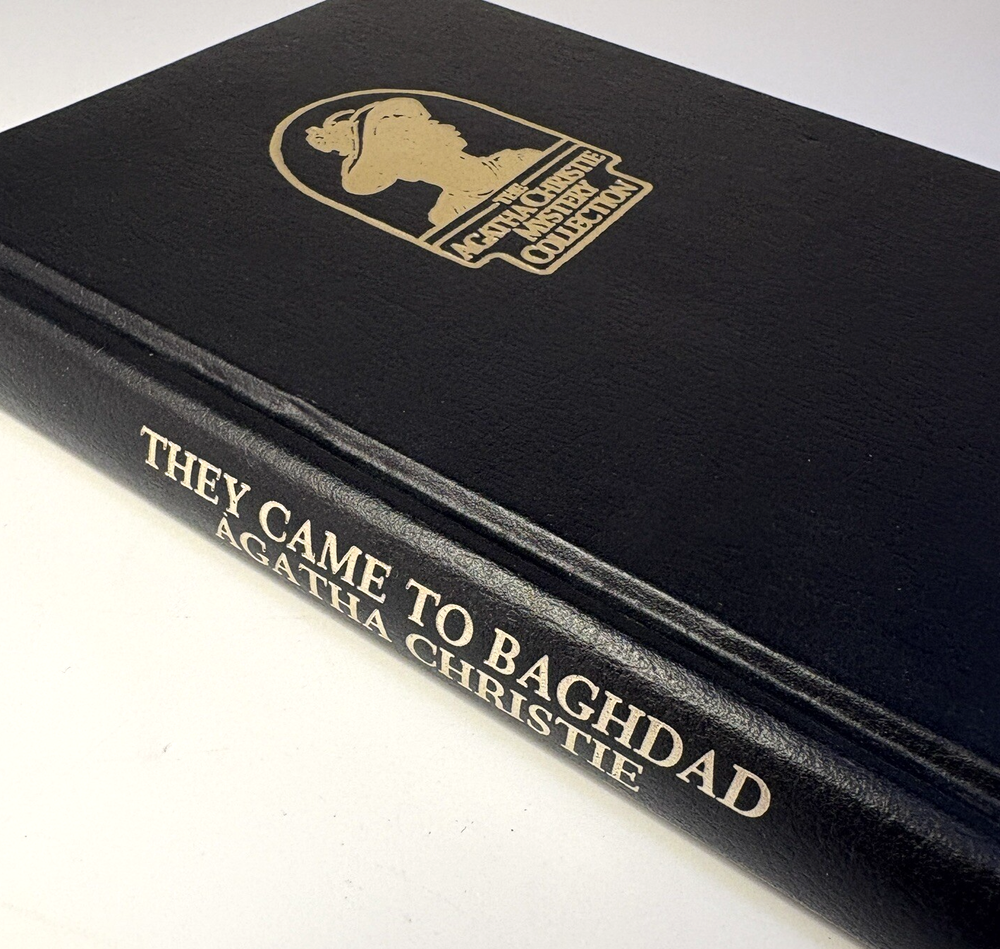 THE
AGATHA CHRISTIE
MYSTERY
COLLECTION
THEY CAME TO BAGHDAD
AGATHA CHRISTIE